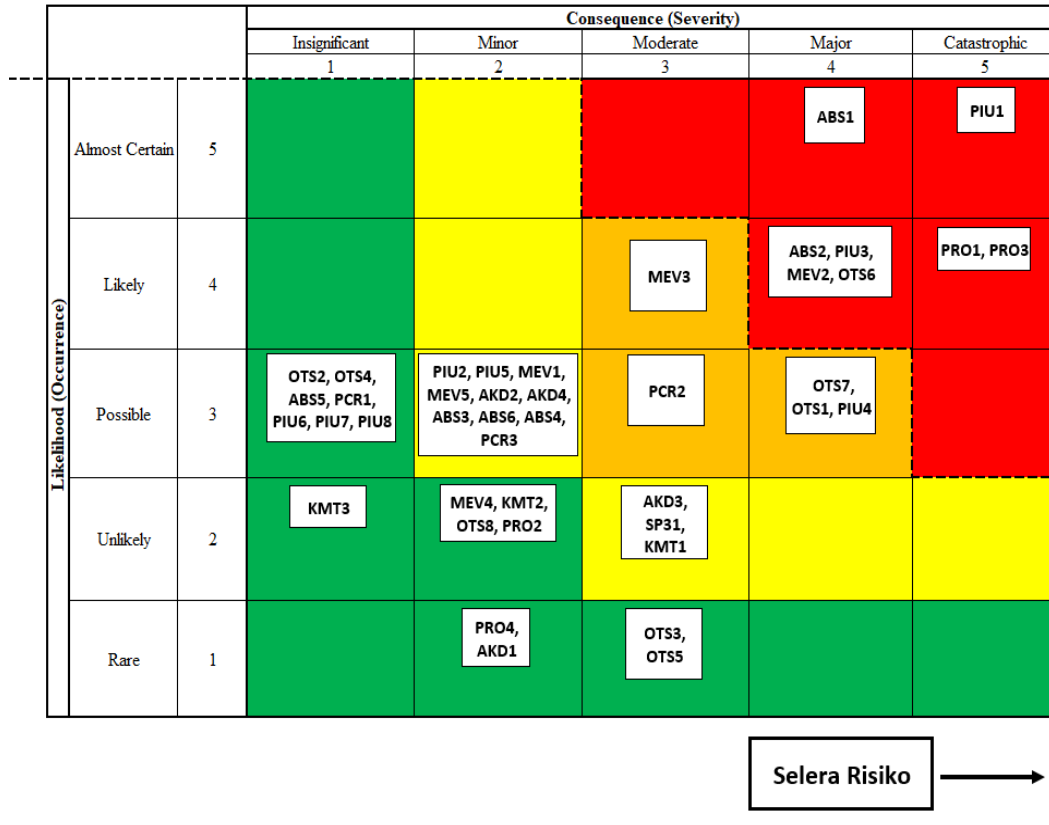 Consequence (Severity)
Insignificant Minor Moderate Major Catastrophic
1 2 3 4 5
Likelihood (Occurrence)
Almost Certain 5
ABS1
PIU1
Likely 4
MEV3
ABS2, PIU3,
MEV2, OTS6
PRO1, PRO3
Possible 3
OTS2, OTS4,
ABS5, PCR1,
PIU6, PIU7, PIU8
PIU2, PIU5, MEV1,
MEV5, AKD2, AKD4,
ABS3, ABS6, ABS4,
PCR3
PCR2
OTS7,
OTS1, PIU4
Unlikely 2
KMT3
MEV4, KMT2,
OTS8, PRO2
AKD3,
SP31,
KMT1
Rare 1
PRO4,
AKD1
OTS3,
OTS5
Selera Risiko